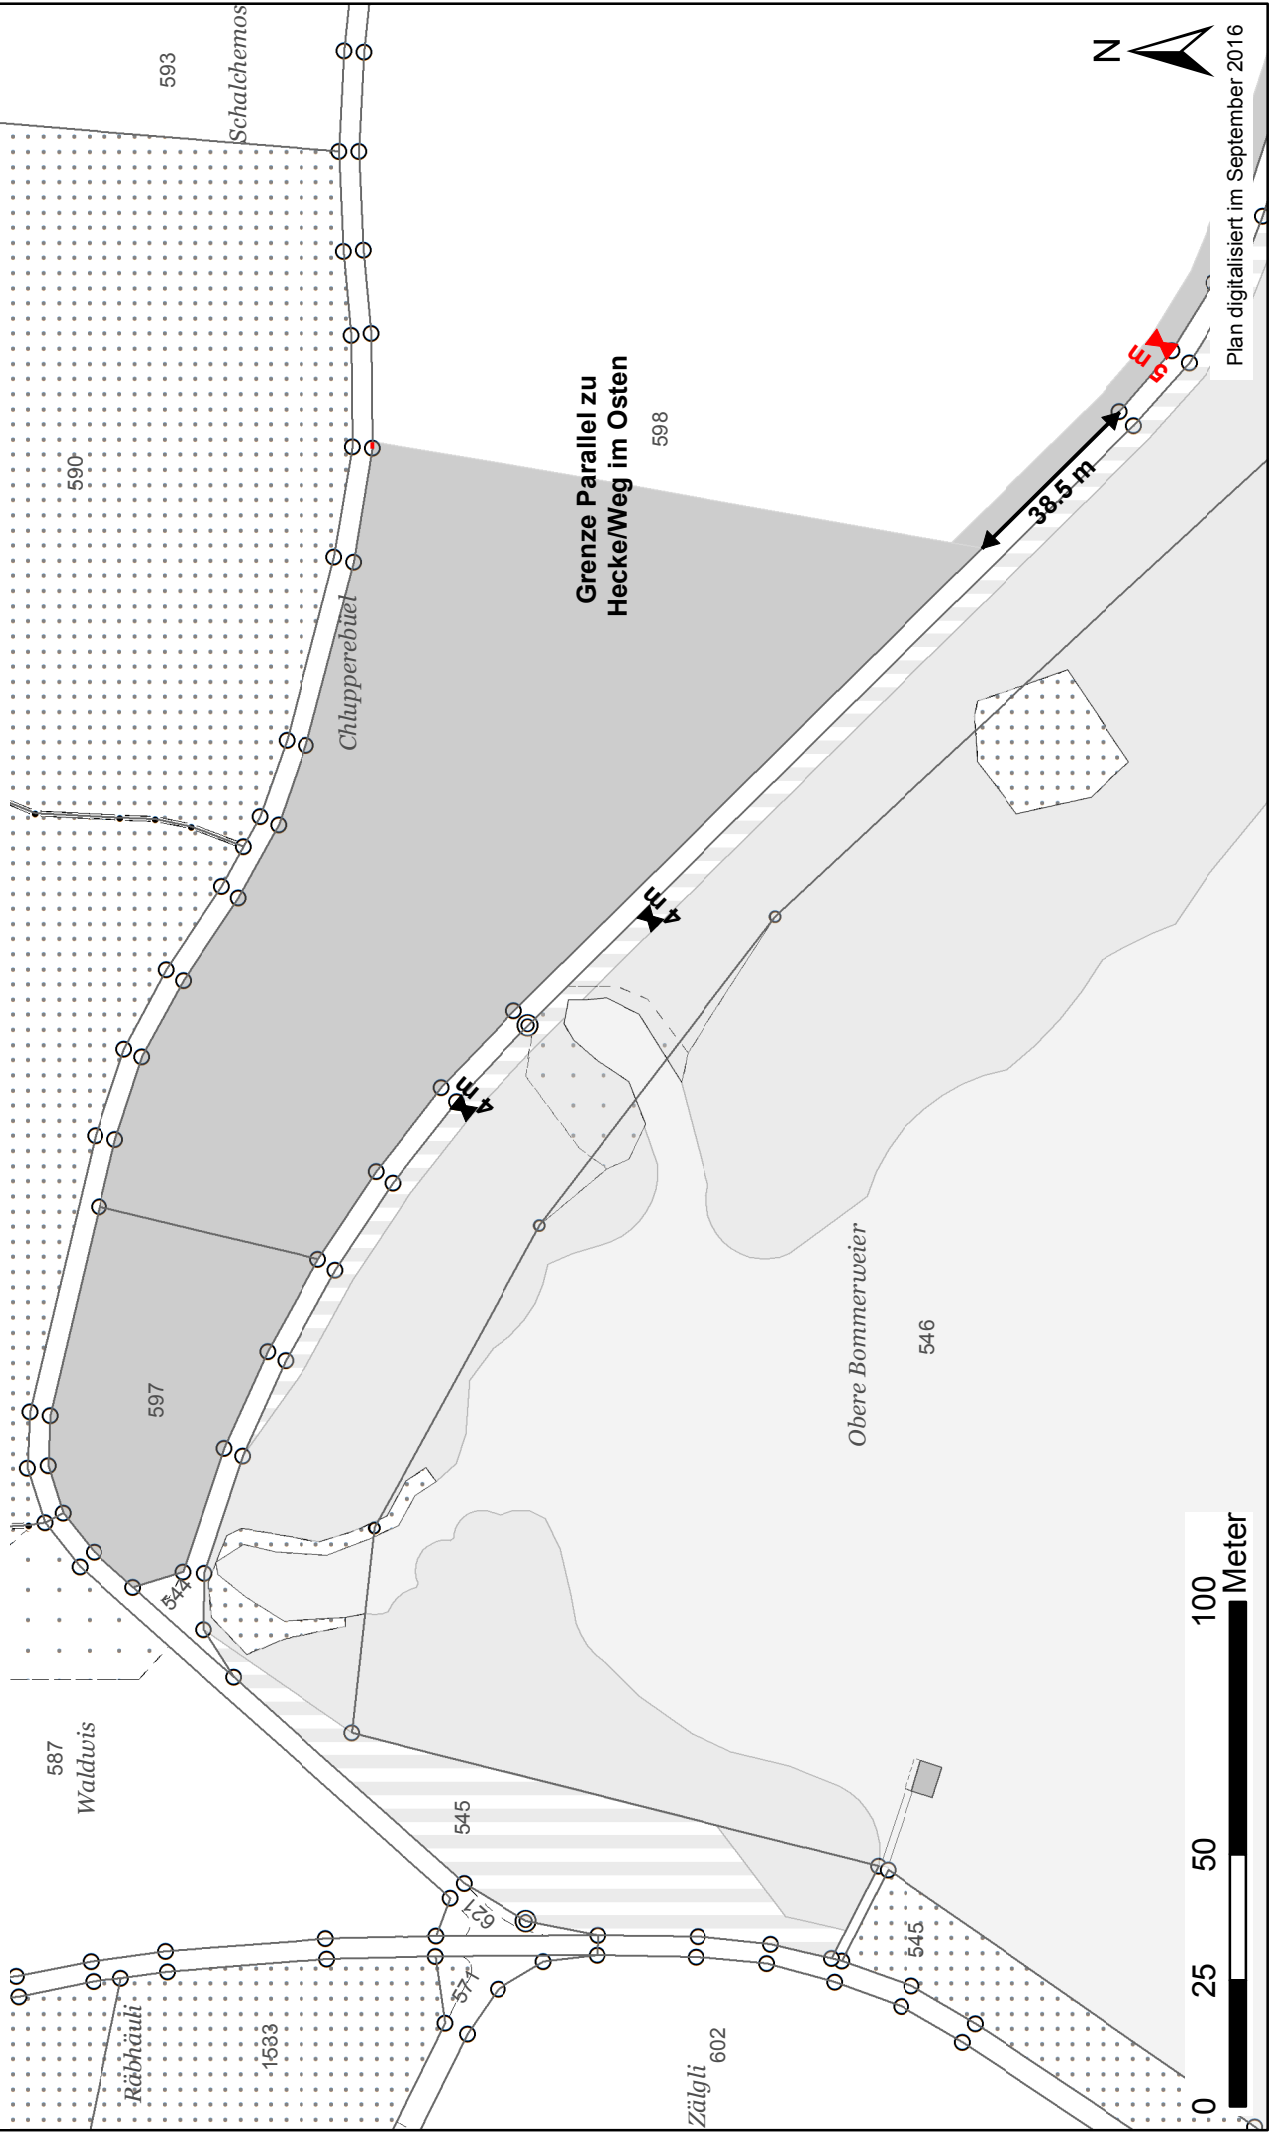 587
Waldwis
597
590
593
Schalchemos
544
Chlupperebüel
Räbhäuli
1583
571
621
545
Grenze Parallel zu
Hecke/Weg im Osten
598
4 m
4 m
38.5 m
5 m
Zälgli
602
545
Obere Bommerweier
546
N
0 25 50 100
Meter
Plan digitalisiert im September 2016